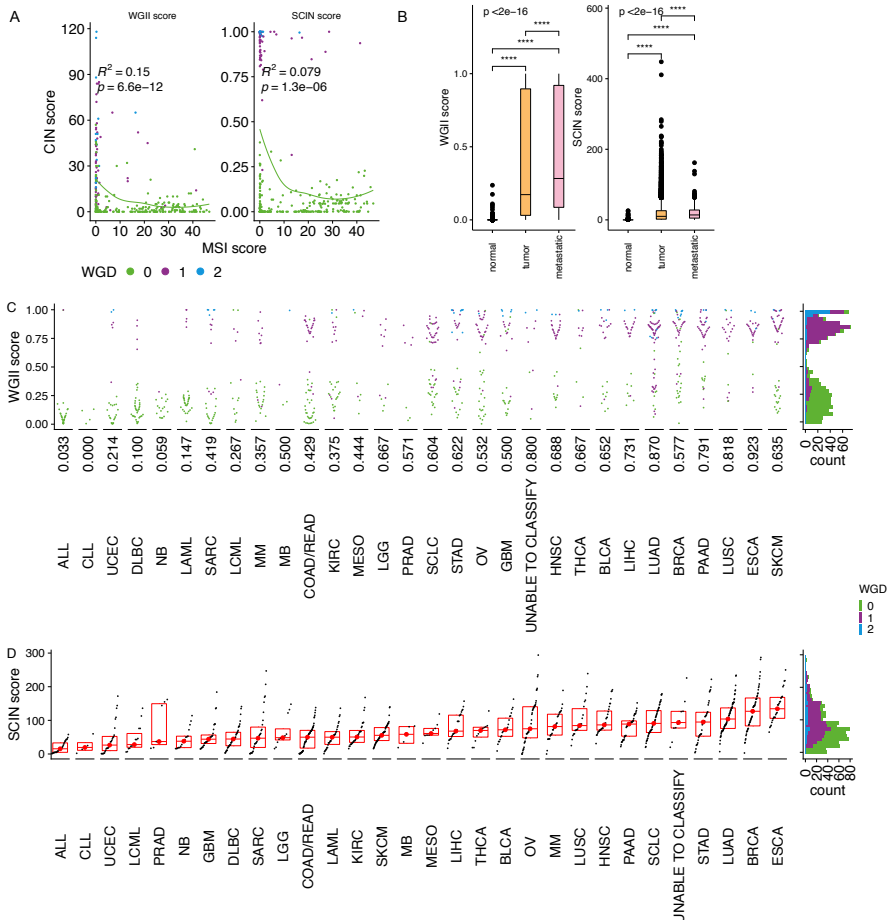 A
WGII score
SCIN score
CIN score
120
90
60
30
0
R² = 0.15
p = 6.6e−12
1.00
0.75
0.50
0.25
0.00
R² = 0.079
p = 1.3e−06
0 10 20 30 40
0 10 20 30 40
MSI score
WGD 0 1 2
B
p <2e−16
**** 
****
****
WGII score
1.0
0.5
0.0
normal
tumor
metastatic
p <2e−16
****
****
****
SCIN score
600
400
200
0
normal
tumor
metastatic
C
WGII score
1.00
0.75
0.50
0.25
0.00
0.033 0.000 0.214 0.100 0.059 0.147 0.419 0.267 0.357 0.500 0.429 0.375 0.444 0.667 0.571 0.604 0.622 0.532 0.500 0.800 0.688 0.667 0.652 0.731 0.870 0.577 0.791 0.818 0.923 0.635
ALL CLL UCEC DLBC NB LAML SARC LCML MM MB COAD/READ KIRC MESO LGG PRAD SCLC STAD OV GBM UNABLE TO CLASSIFY HNSC THCA BLCA LIHC LUAD BRCA PAAD LUSC ESCA SKCM
0 20 40 60
count
WGD
0
1
2
D
SCIN score
300
200
100
0
ALL CLL UCEC LCML PRAD NB GBM DLBC SARC LGG COAD/READ LAML KIRC SKCM MB MESO LIHC THCA BLCA OV MM LUSC HNSC PAAD SCLC UNABLE TO CLASSIFY STAD LUAD BRCA ESCA
0 20 40 60 80
count